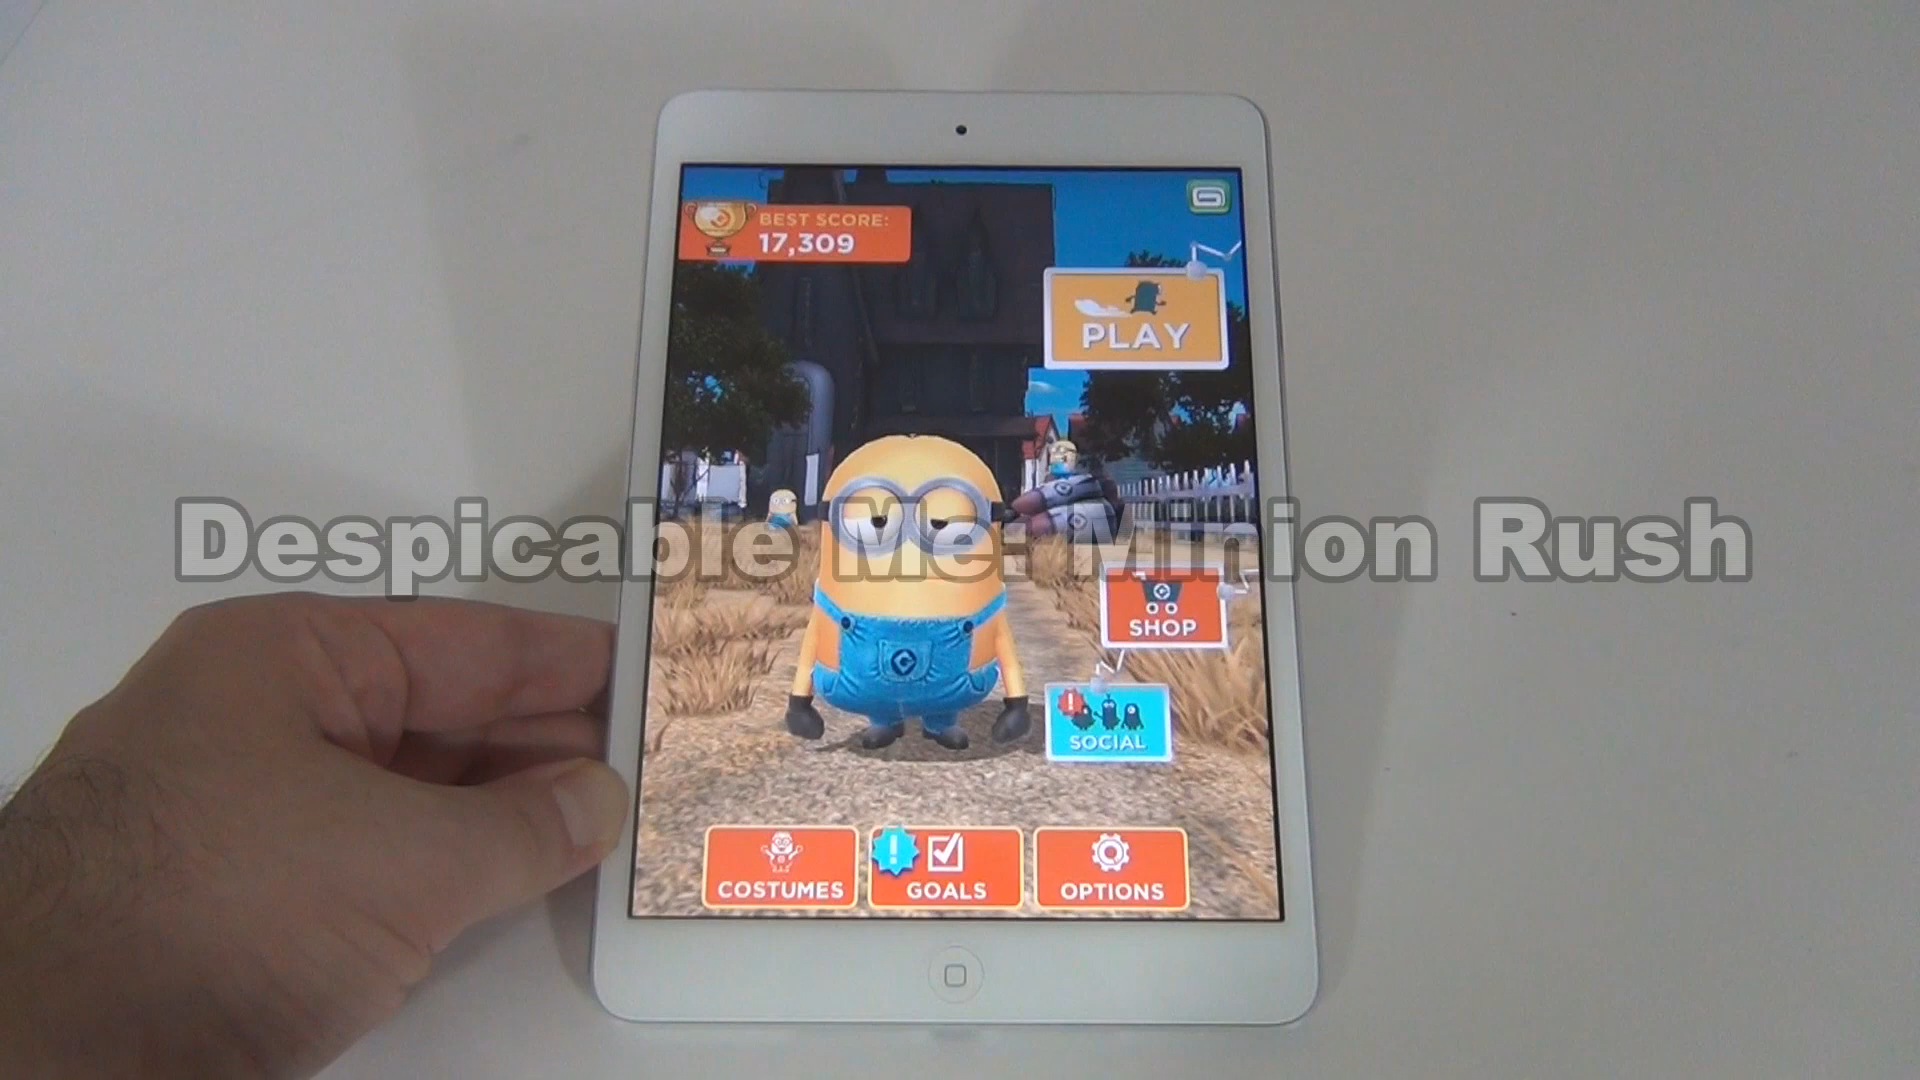 BEST SCORE:
17,309
PLAY
Despicable Me- Minion Rush
SHOP
!
SOCIAL
COSTUMES
!
GOALS
OPTIONS